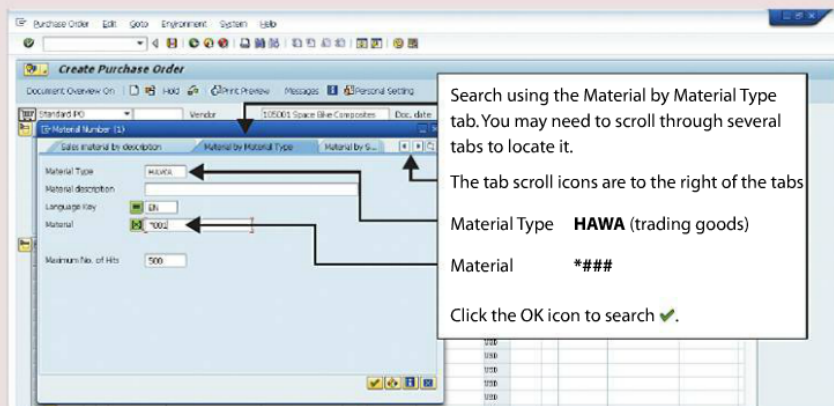 Purchase Order Edit Goto Environment System Help
Create Purchase Order
Document Overview On Hold Print Preview Messages Personal Setting
Standard PO Vendor 105001 Space Bike Composites Doc. date
Material Number (1)
Sales material by description Material by Material Type Material by S...
Material Type HAWA
Material description
Language Key EN
Material *001
Maximum No. of Hits 500
Search using the Material by Material Type
tab. You may need to scroll through several
tabs to locate it.
The tab scroll icons are to the right of the tabs
Material Type HAWA (trading goods)
Material *###
Click the OK icon to search ✔.
USD
USD
USD
USD
USD